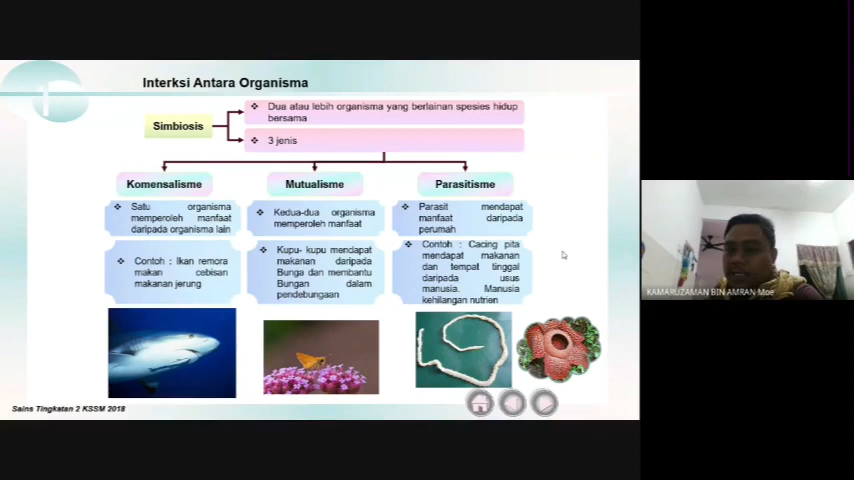 Interksi Antara Organisma
Simbiosis
❖ Dua atau lebih organisma yang berlainan spesies hidup
bersama
❖ 3 jenis
Komensalisme
Mutualisme
Parasitisme
❖ Satu organisma
memperoleh manfaat
daripada organisma lain
❖ Kedua-dua organisma
memperoleh manfaat
❖ Parasit mendapat
manfaat daripada
perumah
❖ Contoh : Ikan remora
makan cebisan
makanan jerung
❖ Kupu- kupu mendapat
makanan daripada
Bunga dan membantu
Bungan dalam
pendebungaan
❖ Contoh : Cacing pita
mendapat makanan
dan tempat tinggal
daripada usus
manusia. Manusia
kehilangan nutrien
KAMARUZAMAN BIN AMRAN Moe
Sains Tingkatan 2 KSSM 2018